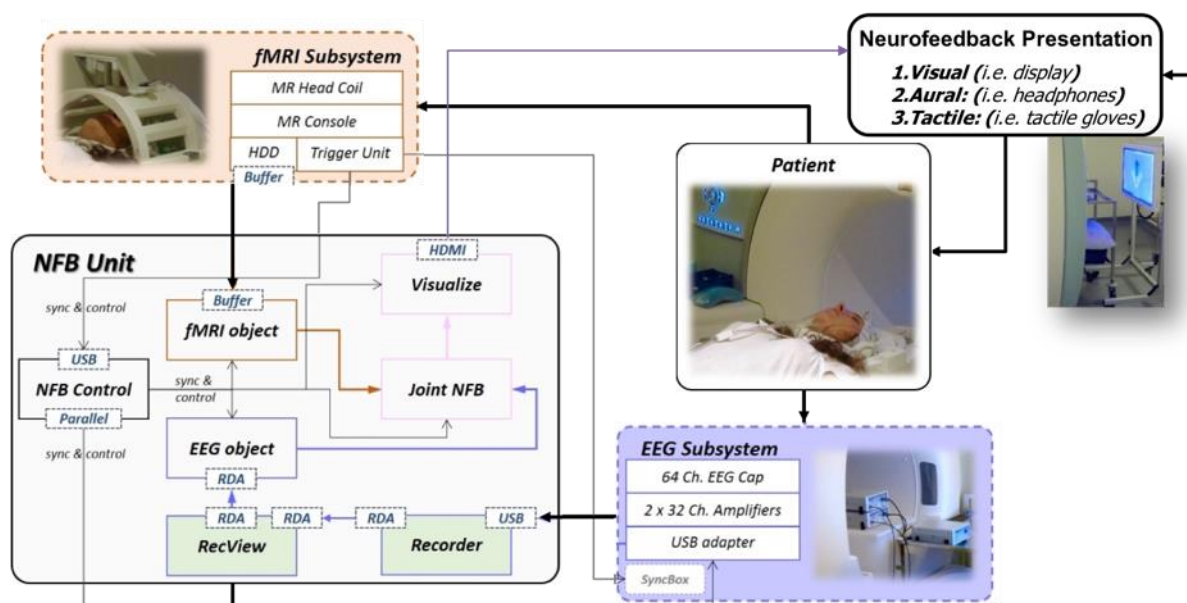 fMRI Subsystem
MR Head Coil
MR Console
HDD
Trigger Unit
Buffer
Neurofeedback Presentation
1.Visual (i.e. display)
2.Aural: (i.e. headphones)
3.Tactile: (i.e. tactile gloves)
Patient
NFB Unit
HDMI
Visualize
Buffer
fMRI object
sync & control
USB
NFB Control
Parallel
sync &
control
Joint NFB
sync & control
EEG object
RDA
RDA
RDA
RDA
USB
RecView
Recorder
EEG Subsystem
64 Ch. EEG Cap
2 x 32 Ch. Amplifiers
USB adapter
SyncBox